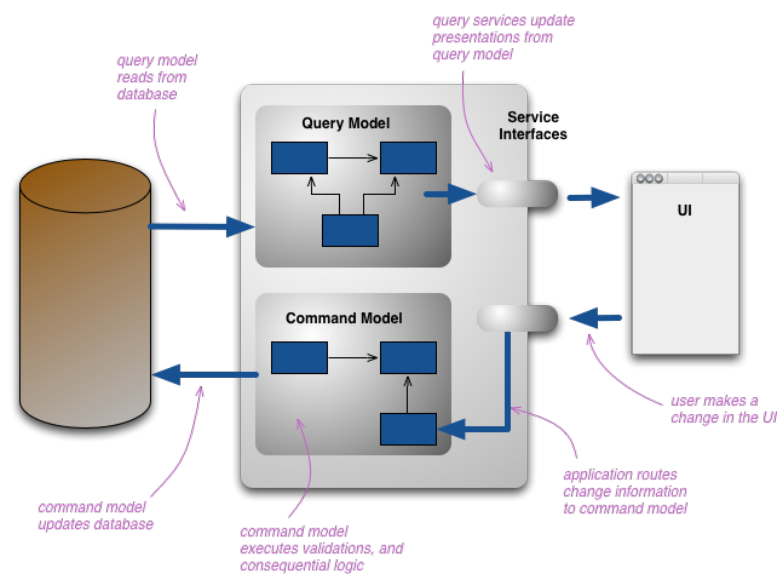 query services update
presentations from
query model
query model
reads from
database
Service
Interfaces
Query Model
UI
Command Model
user makes a
change in the UI
application routes
change information
to command model
command model
updates database
command model
executes validations, and
consequential logic